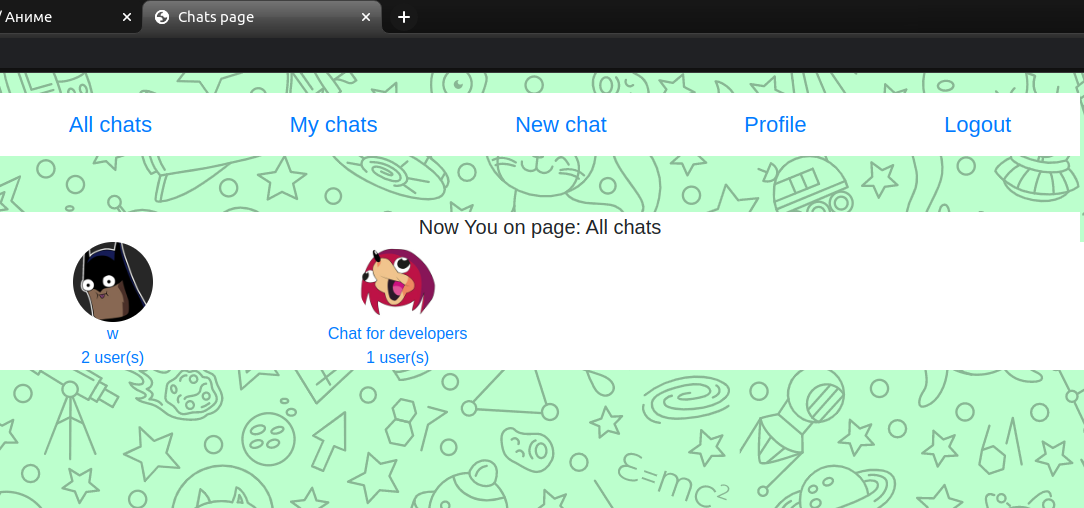 / Аниме
Chats page
All chats
My chats
New chat
Profile
Logout
Now You on page: All chats
w
2 user(s)
Chat for developers
1 user(s)
Ɛ=mc²